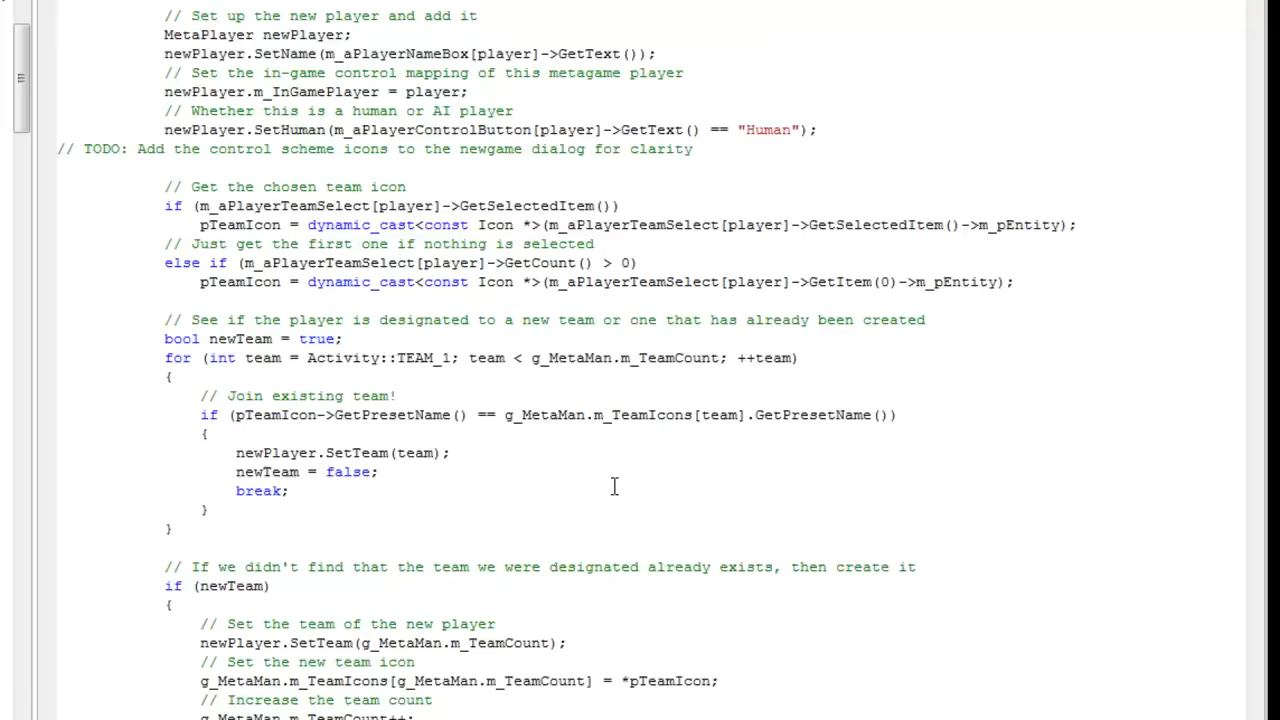 // Set up the new player and add it
MetaPlayer newPlayer;
newPlayer.SetName(m_aPlayerNameBox[player]->GetText());
// Set the in-game control mapping of this metagame player
newPlayer.m_InGamePlayer = player;
// Whether this is a human or AI player
newPlayer.SetHuman(m_aPlayerControlButton[player]->GetText() == "Human");
// TODO: Add the control scheme icons to the newgame dialog for clarity
// Get the chosen team icon
if (m_aPlayerTeamSelect[player]->GetSelectedItem())
pTeamIcon = dynamic_cast<const Icon *>(m_aPlayerTeamSelect[player]->GetSelectedItem()->m_pEntity);
// Just get the first one if nothing is selected
else if (m_aPlayerTeamSelect[player]->GetCount() > 0)
pTeamIcon = dynamic_cast<const Icon *>(m_aPlayerTeamSelect[player]->GetItem(0)->m_pEntity);
// See if the player is designated to a new team or one that has already been created
bool newTeam = true;
for (int team = Activity::TEAM_1; team < g_MetaMan.m_TeamCount; ++team)
{
// Join existing team!
if (pTeamIcon->GetPresetName() == g_MetaMan.m_TeamIcons[team].GetPresetName())
{
newPlayer.SetTeam(team);
newTeam = false;
break;
}
}
// If we didn't find that the team we were designated already exists, then create it
if (newTeam)
{
// Set the team of the new player
newPlayer.SetTeam(g_MetaMan.m_TeamCount);
// Set the new team icon
g_MetaMan.m_TeamIcons[g_MetaMan.m_TeamCount] = *pTeamIcon;
// Increase the team count
g_MetaMan.m_TeamCount++;